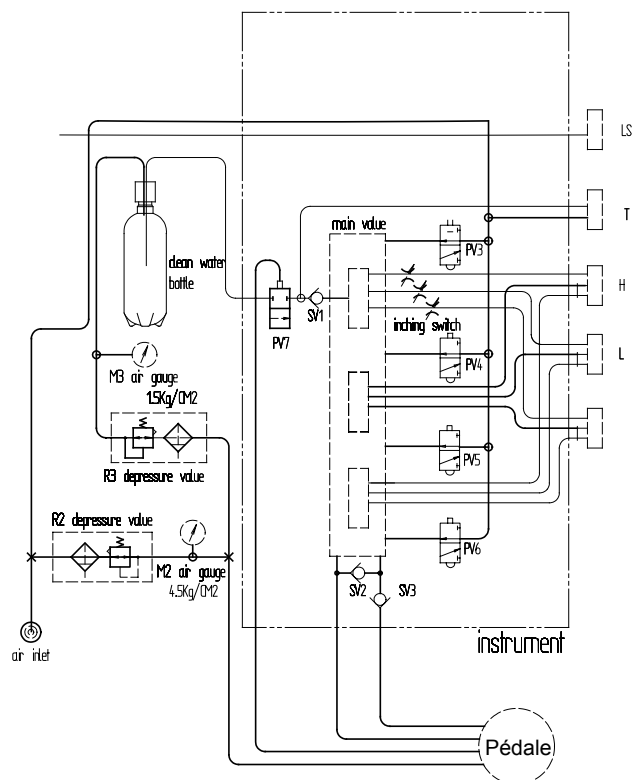 LS
T
main value
PV3
clean water
bottle
H
SV1
inching switch
PV7
PV4
L
M3 air gauge
1.5Kg/CM2
PV5
R3 depressure value
R2 depressure value
PV6
M2 air gauge
4.5Kg/CM2
SV2
SV3
instrument
air inlet
Pédale